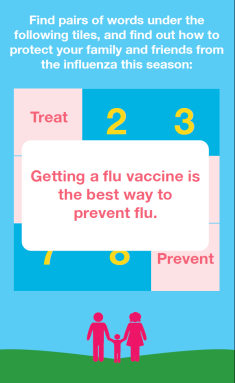 Find pairs of words under the
following tiles, and find out how to
protect your family and friends from
the influenza this season:
Treat 2 3
Getting a flu vaccine is
the best way to
prevent flu.
7 8 Prevent